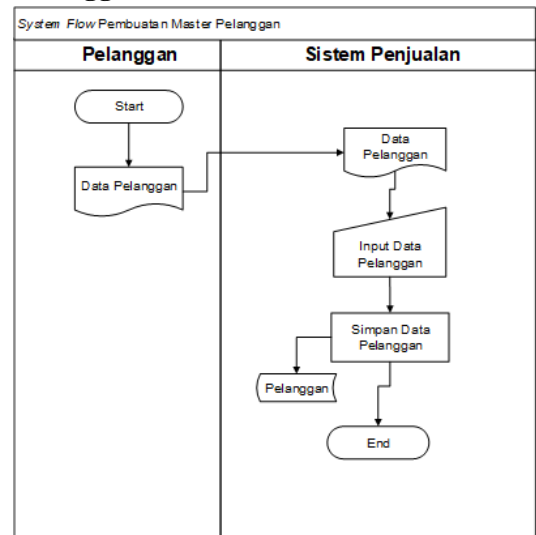 System Flow Pembuatan Master Pelanggan
Pelanggan
Sistem Penjualan
Start
Data Pelanggan
Data
Pelanggan
Input Data
Pelanggan
Simpan Data
Pelanggan
Pelanggan
End